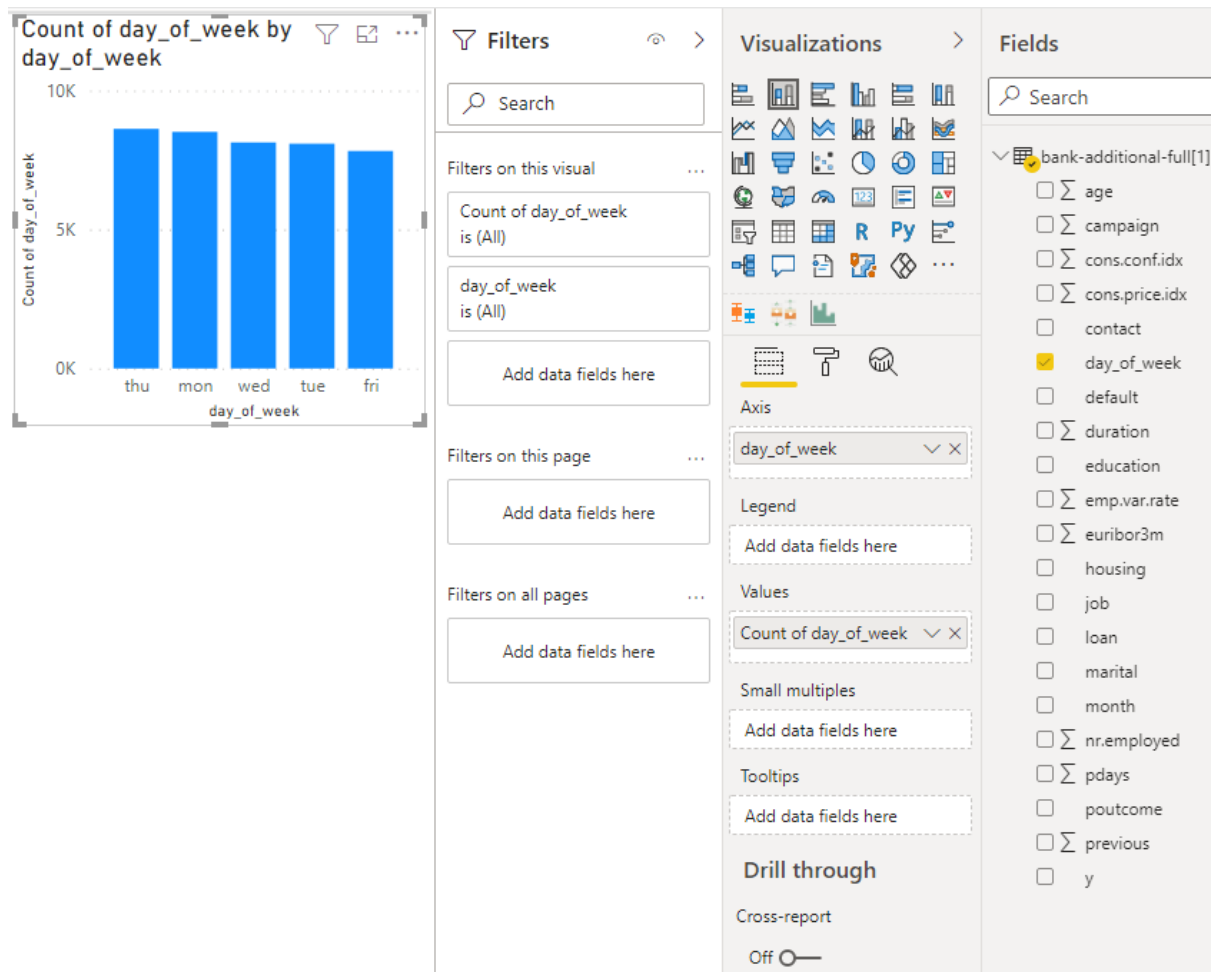 Count of day_of_week by
day_of_week
10K
5K
0K
Count of day_of_week
thu mon wed tue fri
day_of_week
Filters
Search
Filters on this visual
Count of day_of_week
is (All)
day_of_week
is (All)
Add data fields here
Filters on this page
Add data fields here
Filters on all pages
Add data fields here
Visualizations
123
R Py
Axis
day_of_week
Legend
Add data fields here
Values
Count of day_of_week
Small multiples
Add data fields here
Tooltips
Add data fields here
Drill through
Cross-report
Off
Fields
Search
bank-additional-full[1]
∑ age
∑ campaign
∑ cons.conf.idx
∑ cons.price.idx
contact
day_of_week
default
∑ duration
education
∑ emp.var.rate
∑ euribor3m
housing
job
loan
marital
month
∑ nr.employed
∑ pdays
poutcome
∑ previous
y